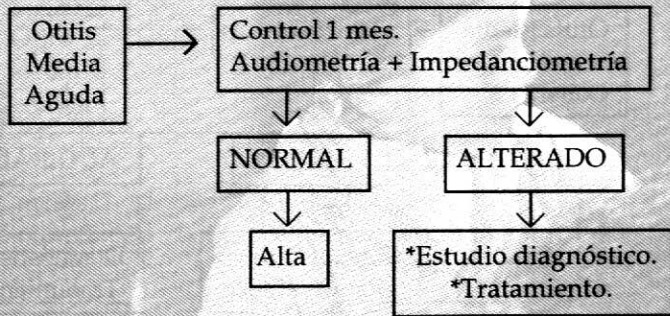 Otitis
Media
Aguda
Control 1 mes.
Audiometría + Impedanciometría
NORMAL
ALTERADO
Alta
*Estudio diagnóstico.
*Tratamiento.